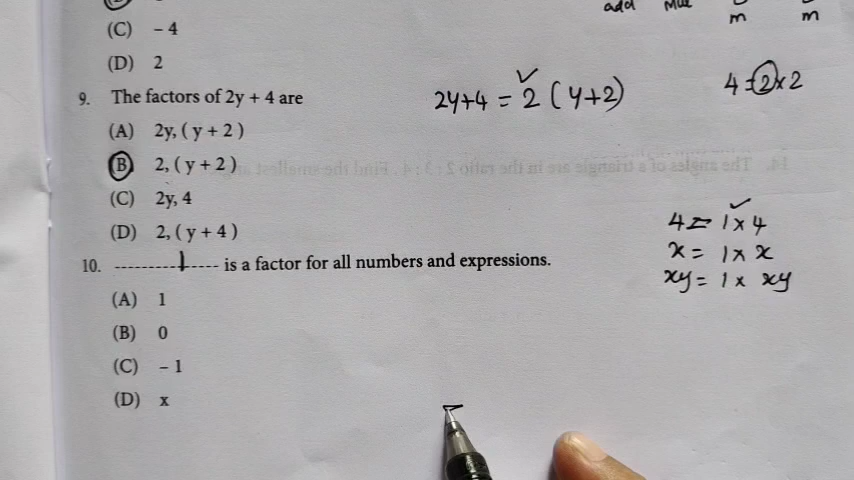 add Mul
m m
(C) - 4
(D) 2
9. The factors of 2y + 4 are
2y+4 = 2 (y+2)
4 = 2 x 2
(A) 2y, ( y + 2 )
(B) 2, ( y + 2 )
(C) 2y, 4
(D) 2, ( y + 4 )
4 = 1 x 4
x = 1 x x
xy = 1 x xy
10. ----------1----- is a factor for all numbers and expressions.
(A) 1
(B) 0
(C) - 1
(D) x